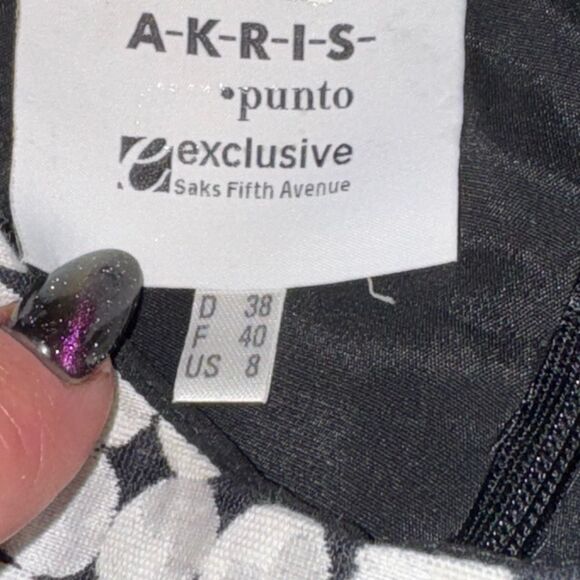 A-K-R-I-S-
•punto
e exclusive
Saks Fifth Avenue
D 38
F 40
US 8